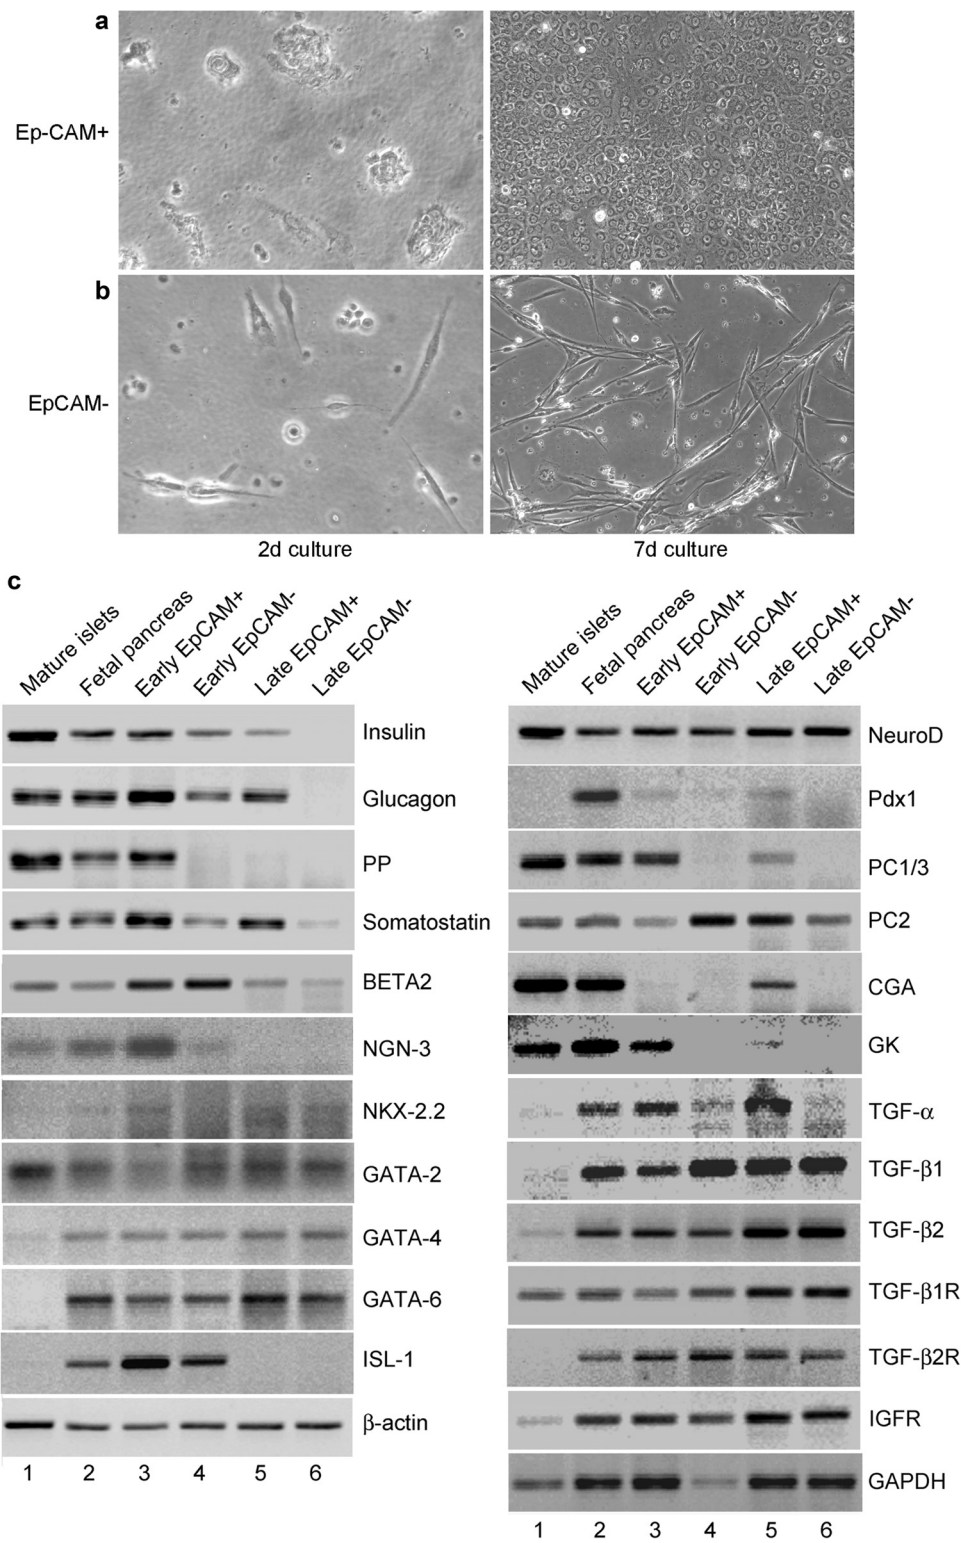 a
Ep-CAM+
b
EpCAM-
2d culture
7d culture
c
Mature islets
Fetal pancreas
Early EpCAM+
Early EpCAM-
Late EpCAM+
Late EpCAM-
Insulin
Glucagon
PP
Somatostatin
BETA2
NGN-3
NKX-2.2
GATA-2
GATA-4
GATA-6
ISL-1
β-actin
1 2 3 4 5 6
Mature islets
Fetal pancreas
Early EpCAM+
Early EpCAM-
Late EpCAM+
Late EpCAM-
NeuroD
Pdx1
PC1/3
PC2
CGA
GK
TGF-α
TGF-β1
TGF-β2
TGF-β1R
TGF-β2R
IGFR
GAPDH
1 2 3 4 5 6